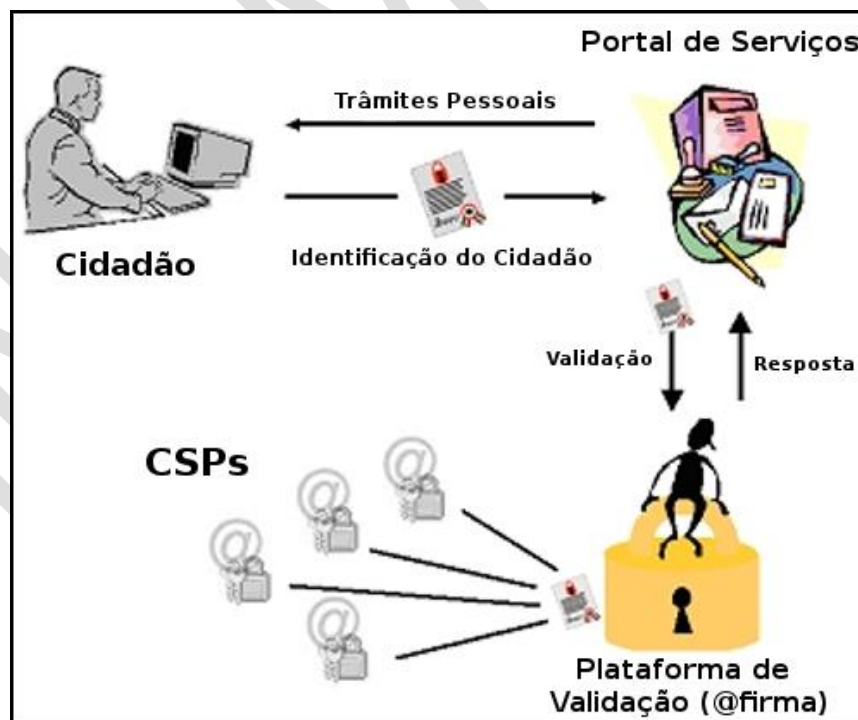 Portal de Serviços
Trâmites Pessoais
Cidadão
Identificação do Cidadão
Validação
Resposta
CSPs
Plataforma de
Validação (@firma)